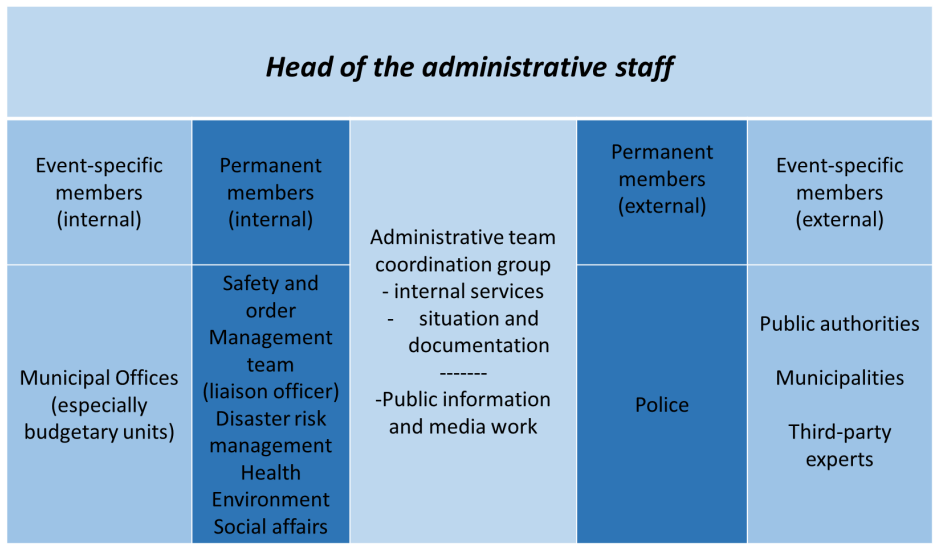 Head of the administrative staff
Event-specific
members
(internal)
Permanent
members
(internal)
Administrative team
coordination group
- internal services
- situation and
documentation
-------
-Public information
and media work
Permanent
members
(external)
Event-specific
members
(external)
Municipal Offices
(especially
budgetary units)
Safety and
order
Management
team
(liaison officer)
Disaster risk
management
Health
Environment
Social affairs
Police
Public authorities
Municipalities
Third-party
experts